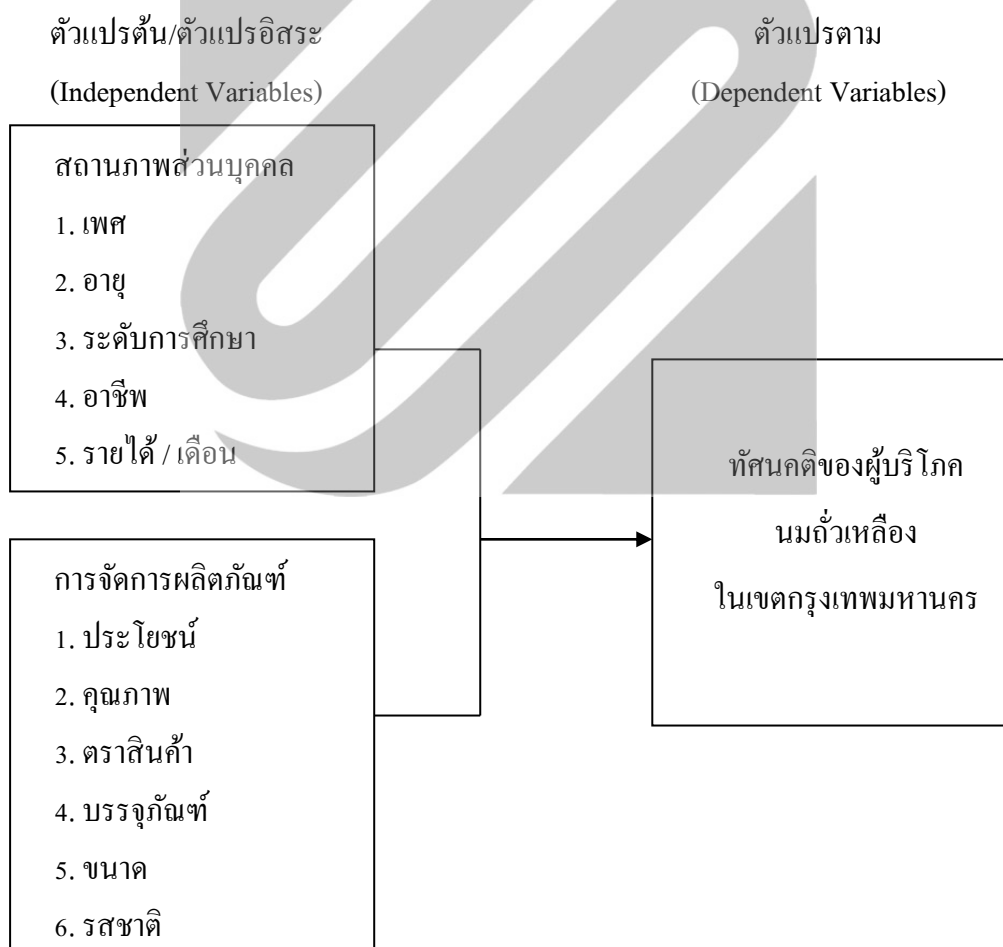 ตัวแปรต้น/ตัวแปรอิสระ
(Independent Variables)
ตัวแปรตาม
(Dependent Variables)
สถานภาพส่วนบุคคล
1. เพศ
2. อายุ
3. ระดับการศึกษา
4. อาชีพ
5. รายได้ / เดือน
การจัดการผลิตภัณฑ์
1. ประโยชน์
2. คุณภาพ
3. ตราสินค้า
4. บรรจุภัณฑ์
5. ขนาด
6. รสชาติ
ทัศนคติของผู้บริโภค
นมถั่วเหลือง
ในเขตกรุงเทพมหานคร